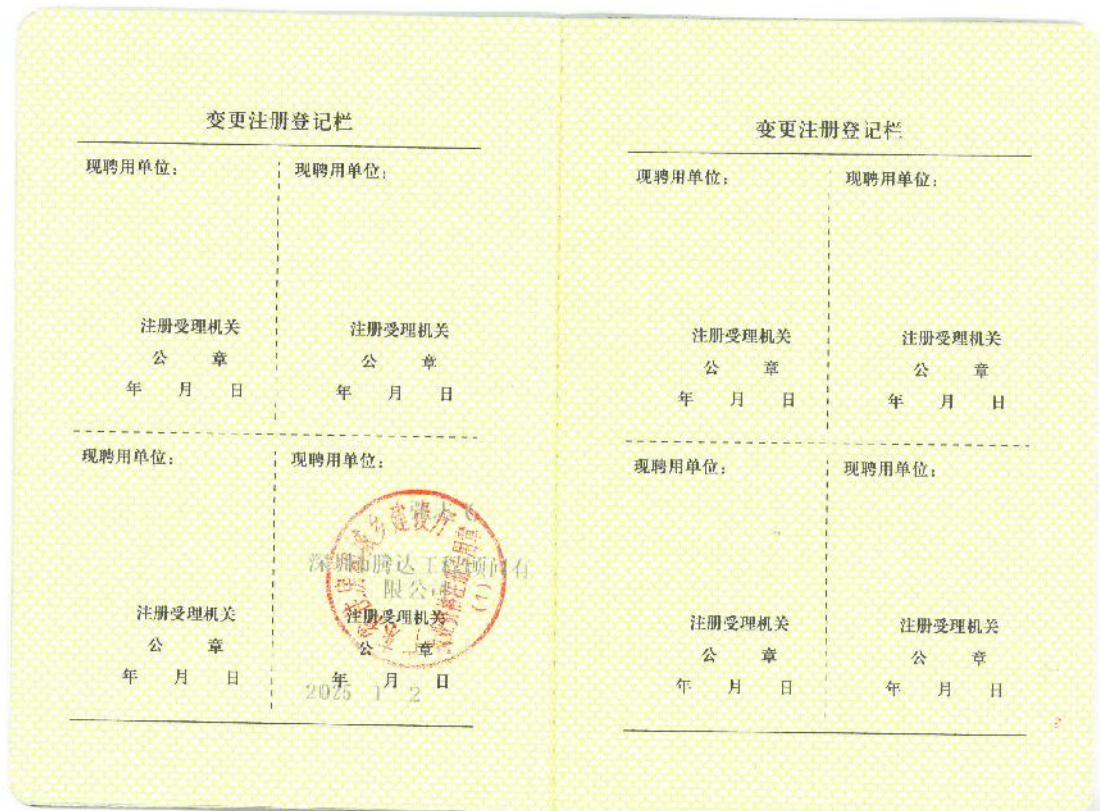 变更注册登记栏
现聘用单位：
现聘用单位：
注册受理机关
公 章
年 月 日
注册受理机关
公 章
年 月 日
现聘用单位：
现聘用单位：
深圳市腾达工程顾问有
限公司
注册受理机关
公 章
年 月 日
注册受理机关
公 章
年 月 日
2025 1 2
变更注册登记栏
现聘用单位：
现聘用单位：
注册受理机关
公 章
年 月 日
注册受理机关
公 章
年 月 日
现聘用单位：
现聘用单位：
注册受理机关
公 章
年 月 日
注册受理机关
公 章
年 月 日